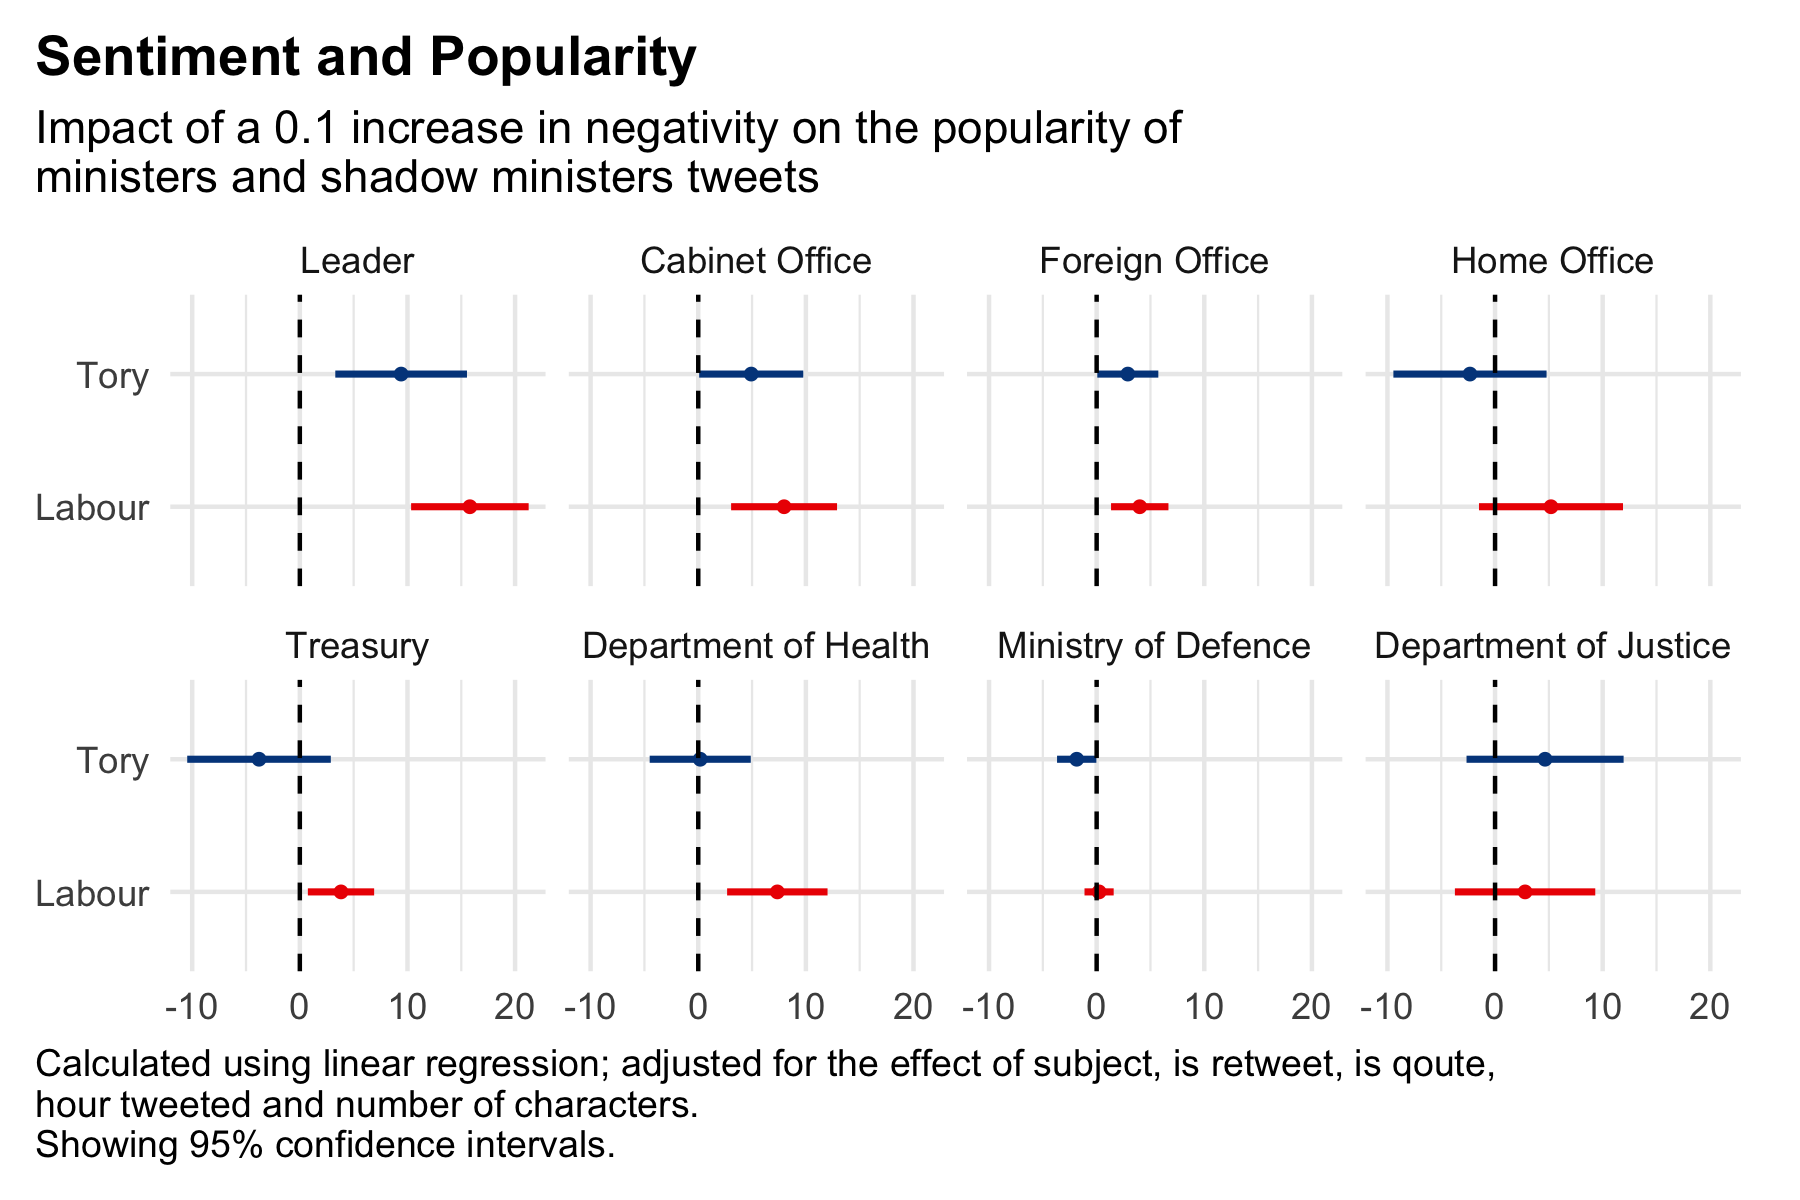 Sentiment and Popularity
Impact of a 0.1 increase in negativity on the popularity of
ministers and shadow ministers tweets
Leader Cabinet Office Foreign Office Home Office
Tory
Labour
Treasury Department of Health Ministry of Defence Department of Justice
Tory
Labour
-10 0 10 20 -10 0 10 20 -10 0 10 20 -10 0 10 20
Calculated using linear regression; adjusted for the effect of subject, is retweet, is qoute,
hour tweeted and number of characters.
Showing 95% confidence intervals.